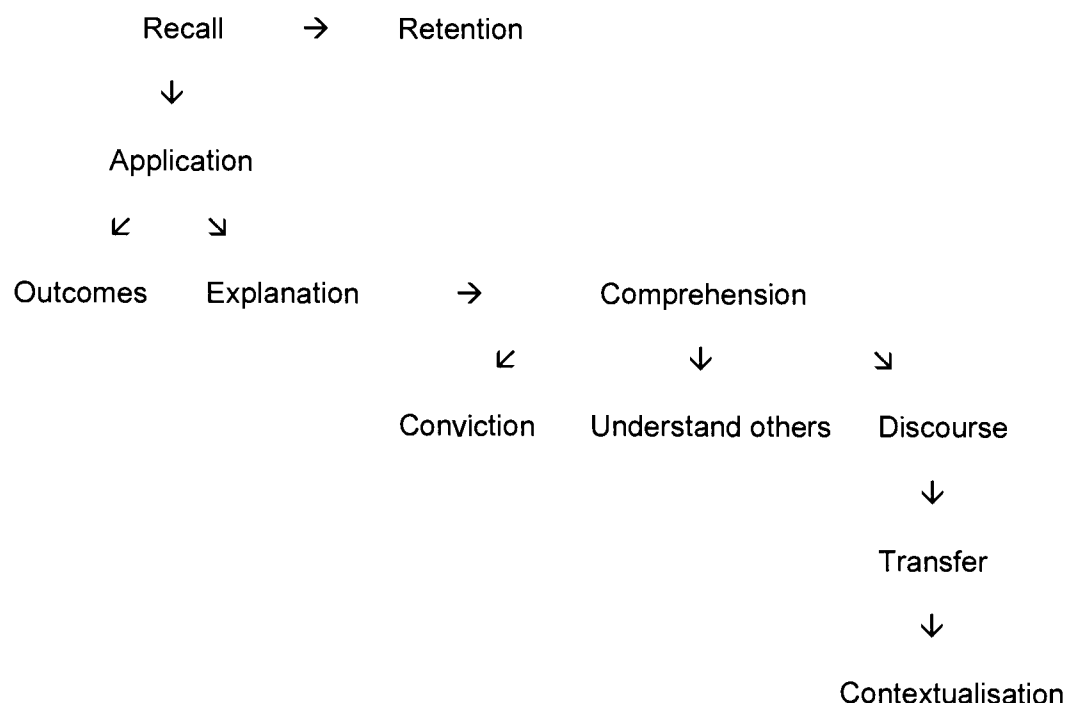 Recall → Retention
↓
Application
↙ ↘
Outcomes Explanation → Comprehension
↙ ↓ ↘
Conviction Understand others Discourse
↓
Transfer
↓
Contextualisation